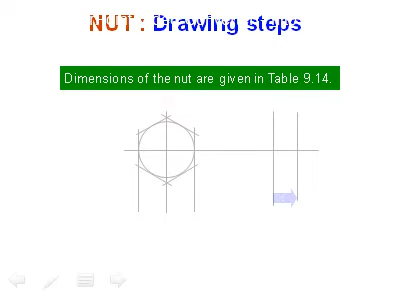 NUT : Drawing steps
Dimensions of the nut are given in Table 9.14.